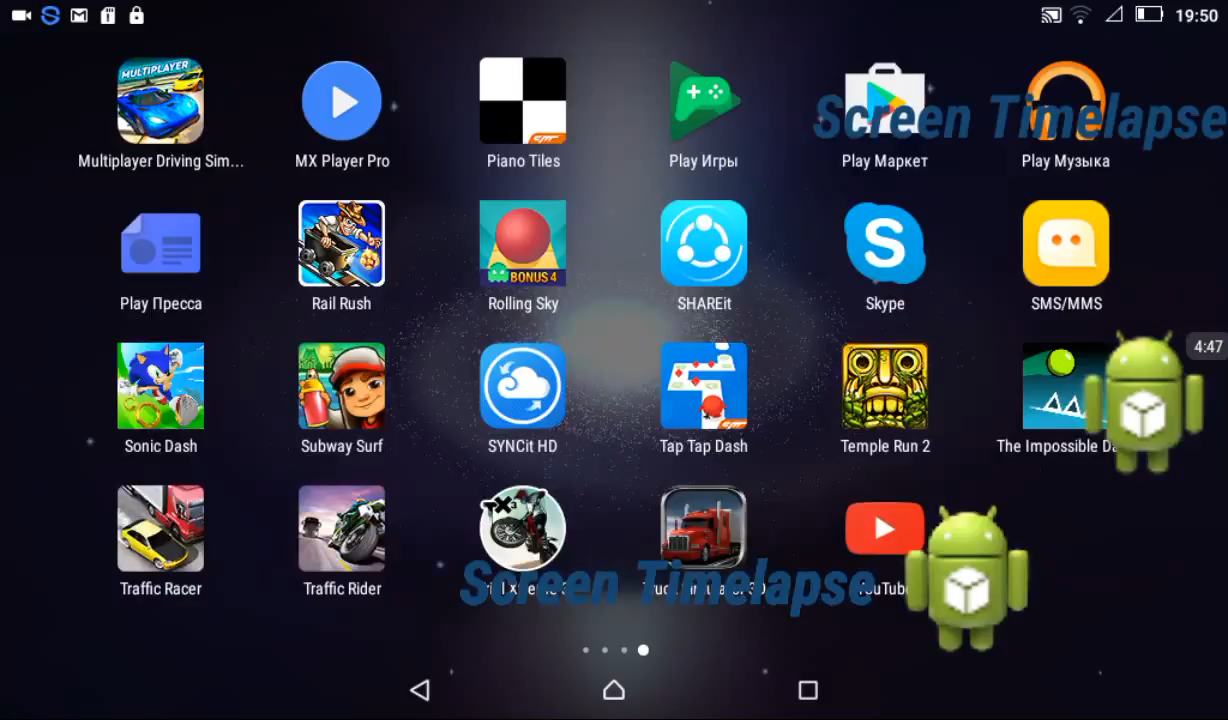 19:50
MULTIPLAYER
Screen Timelapse
Multiplayer Driving Sim...
MX Player Pro
Piano Tiles
Play Игры
Play Маркет
Play Музыка
BONUS 4
S
Play Пресса
Rail Rush
Rolling Sky
SHAREit
Skype
SMS/MMS
4:47
Sonic Dash
Subway Surf
SYNCit HD
Tap Tap Dash
Temple Run 2
The Impossible
Traffic Racer
Traffic Rider
YouTube
Screen Timelapse